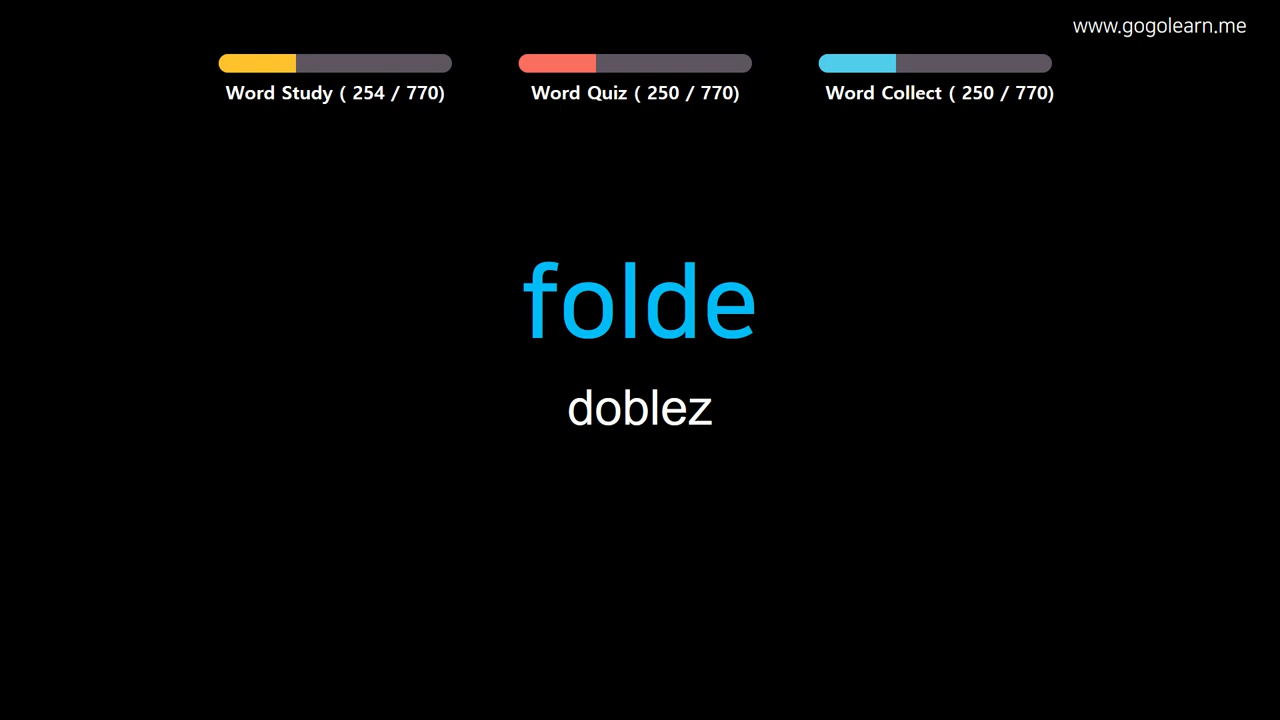 www.gogolearn.me
Word Study ( 254 / 770)
Word Quiz ( 250 / 770)
Word Collect ( 250 / 770)
folde
doblez